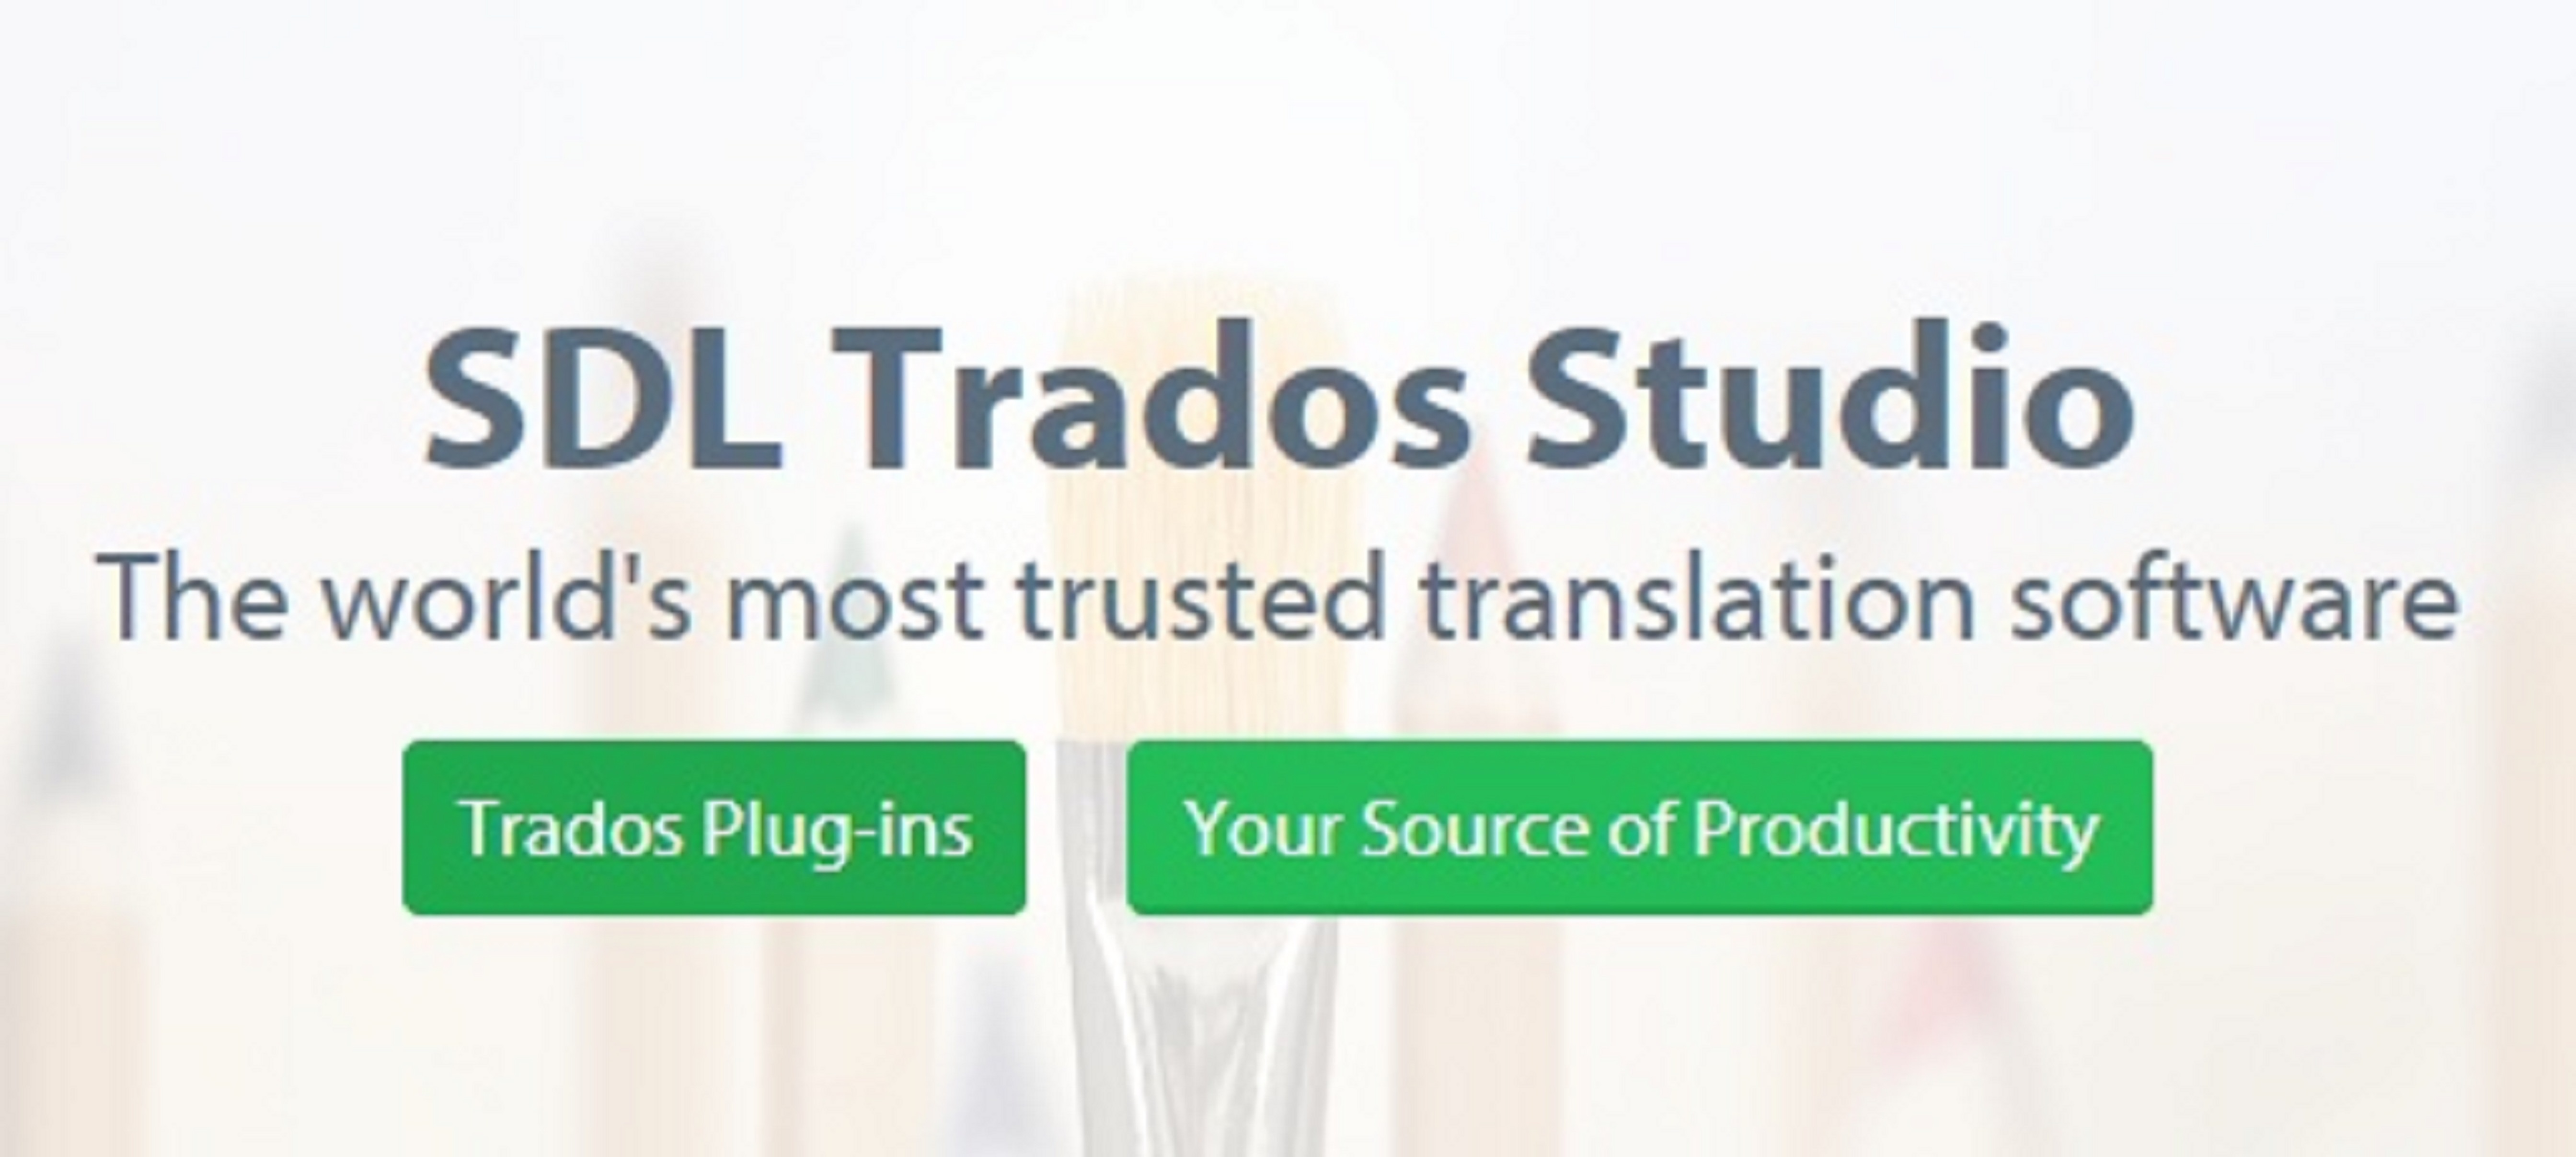 SDL Trados Studio
The world's most trusted translation software
Trados Plug-ins
Your Source of Productivity